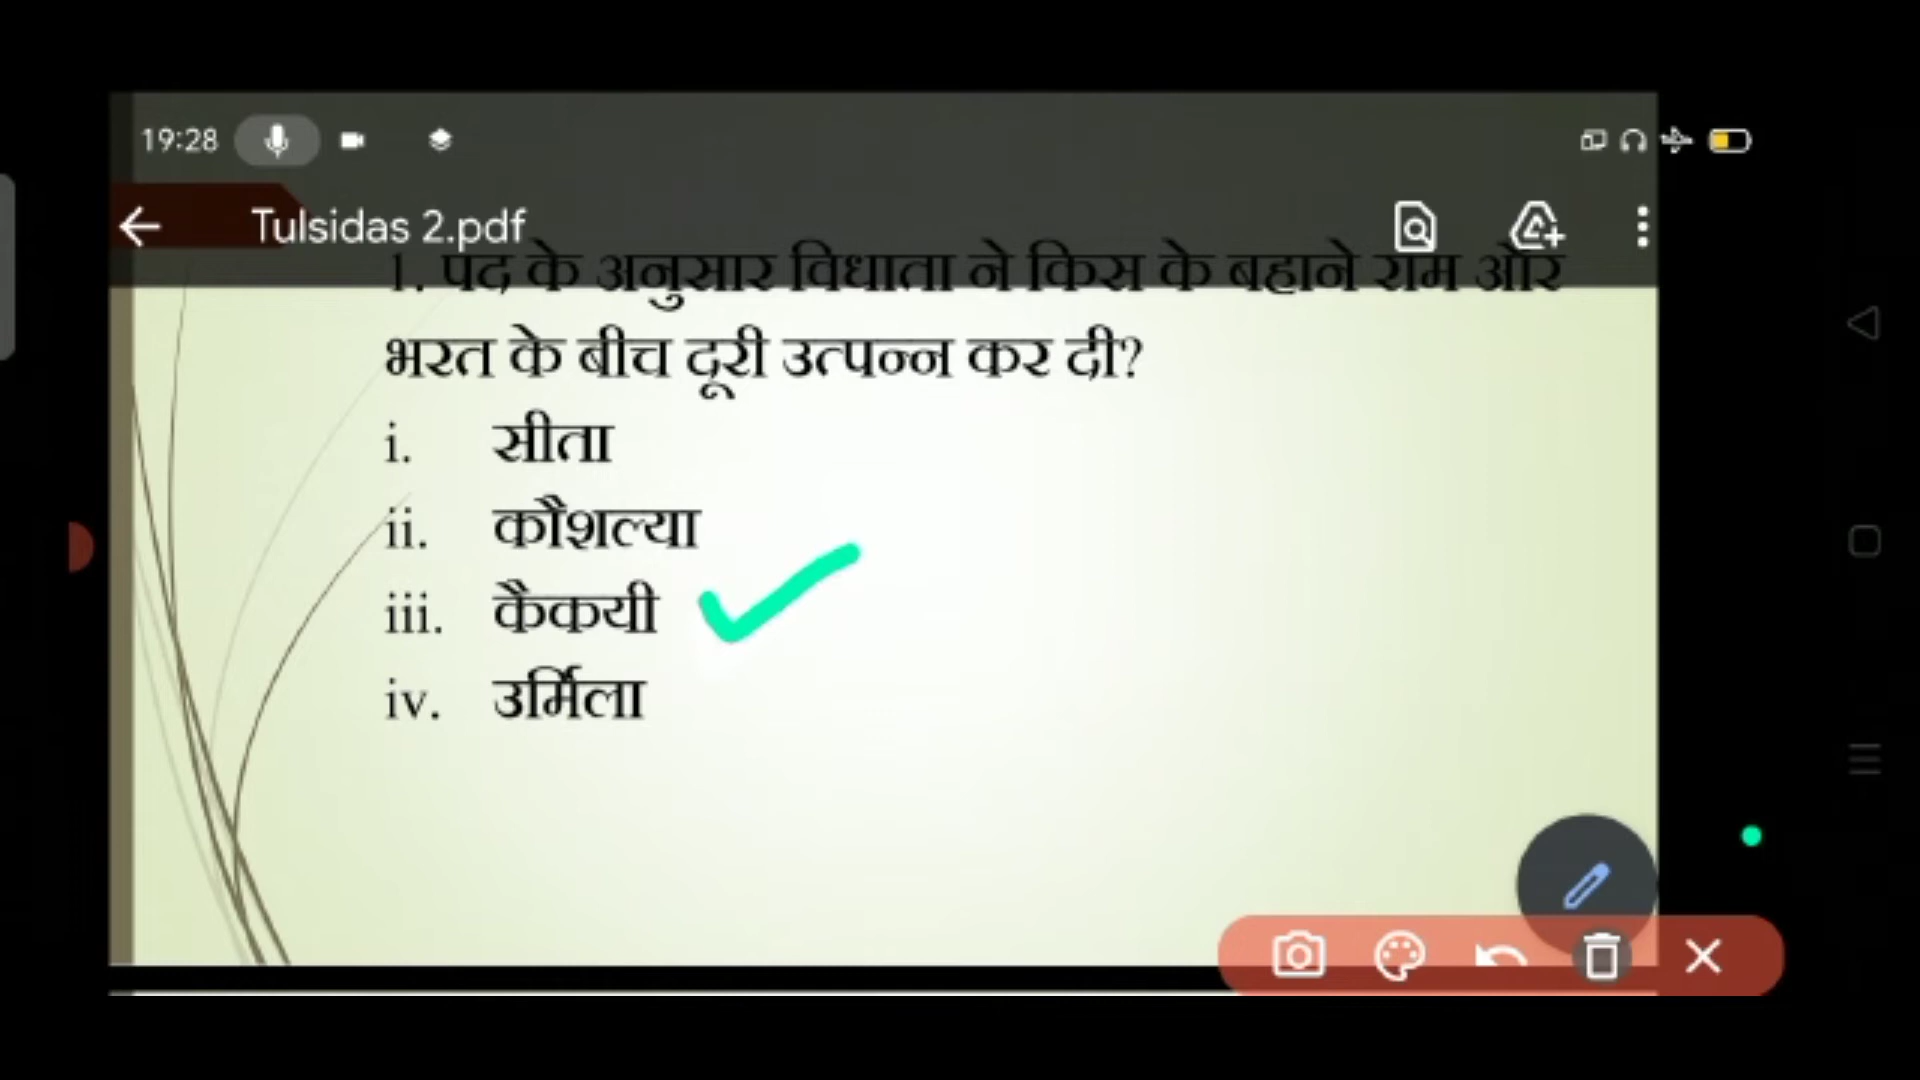 19:28
Tulsidas 2.pdf
1. पद के अनुसार विधाता ने किस के बहाने राम और
भरत के बीच दूरी उत्पन्न कर दी?
i. सीता
ii. कौशल्या
iii. कैकयी
iv. उर्मिला